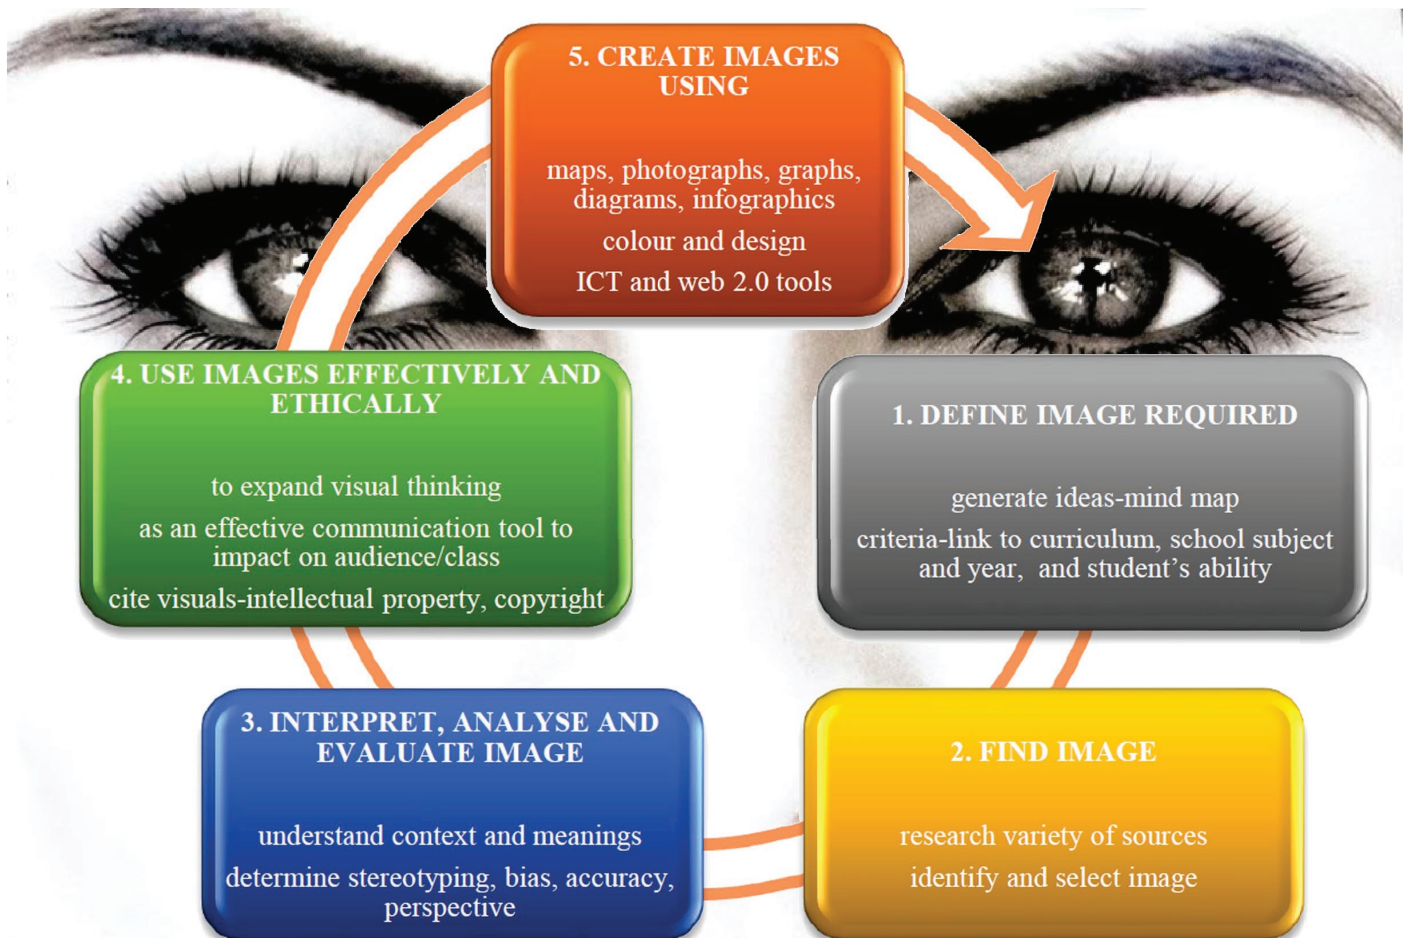 5. CREATE IMAGES
USING
maps, photographs, graphs,
diagrams, infographics
colour and design
ICT and web 2.0 tools
4. USE IMAGES EFFECTIVELY AND
ETHICALLY
to expand visual thinking
as an effective communication tool to
impact on audience/class
cite visuals-intellectual property, copyright
1. DEFINE IMAGE REQUIRED
generate ideas-mind map
criteria-link to curriculum, school subject
and year,  and student's ability
3. INTERPRET, ANALYSE AND
EVALUATE IMAGE
understand context and meanings
determine stereotyping, bias, accuracy,
perspective
2. FIND IMAGE
research variety of sources
identify and select image